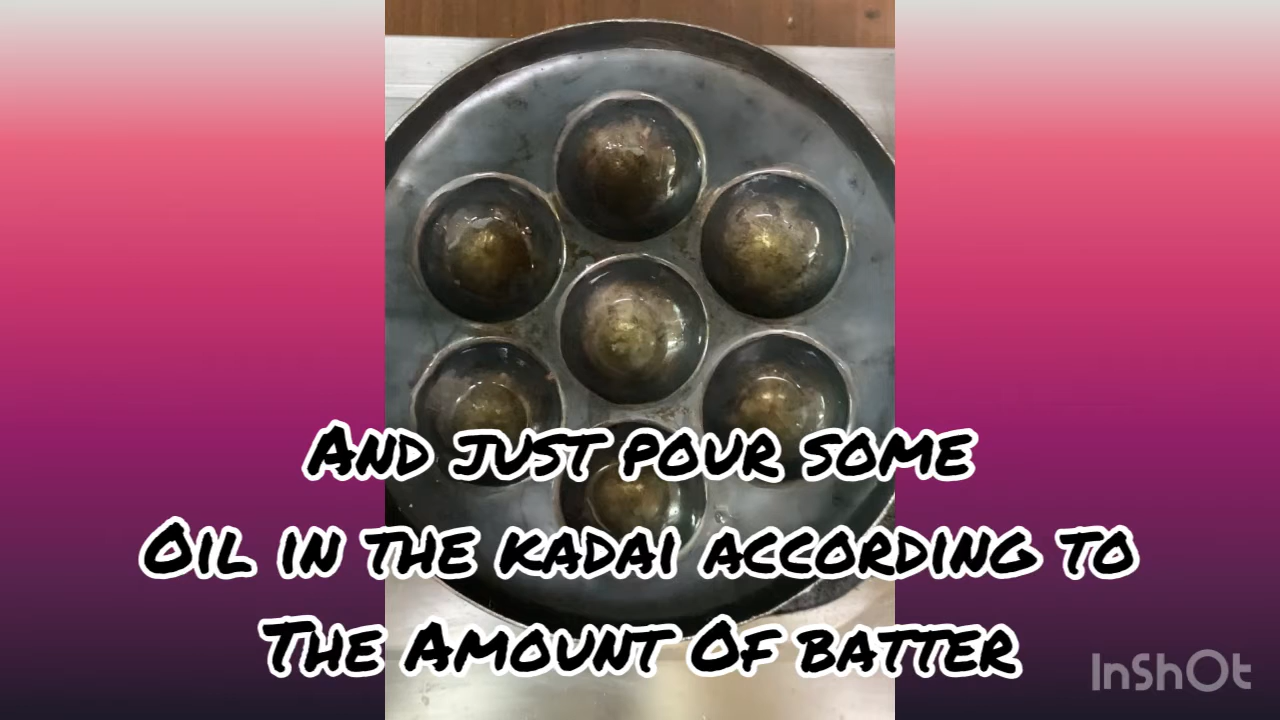 And just pour some
Oil in the kadai according to
The Amount Of batter
InShOt